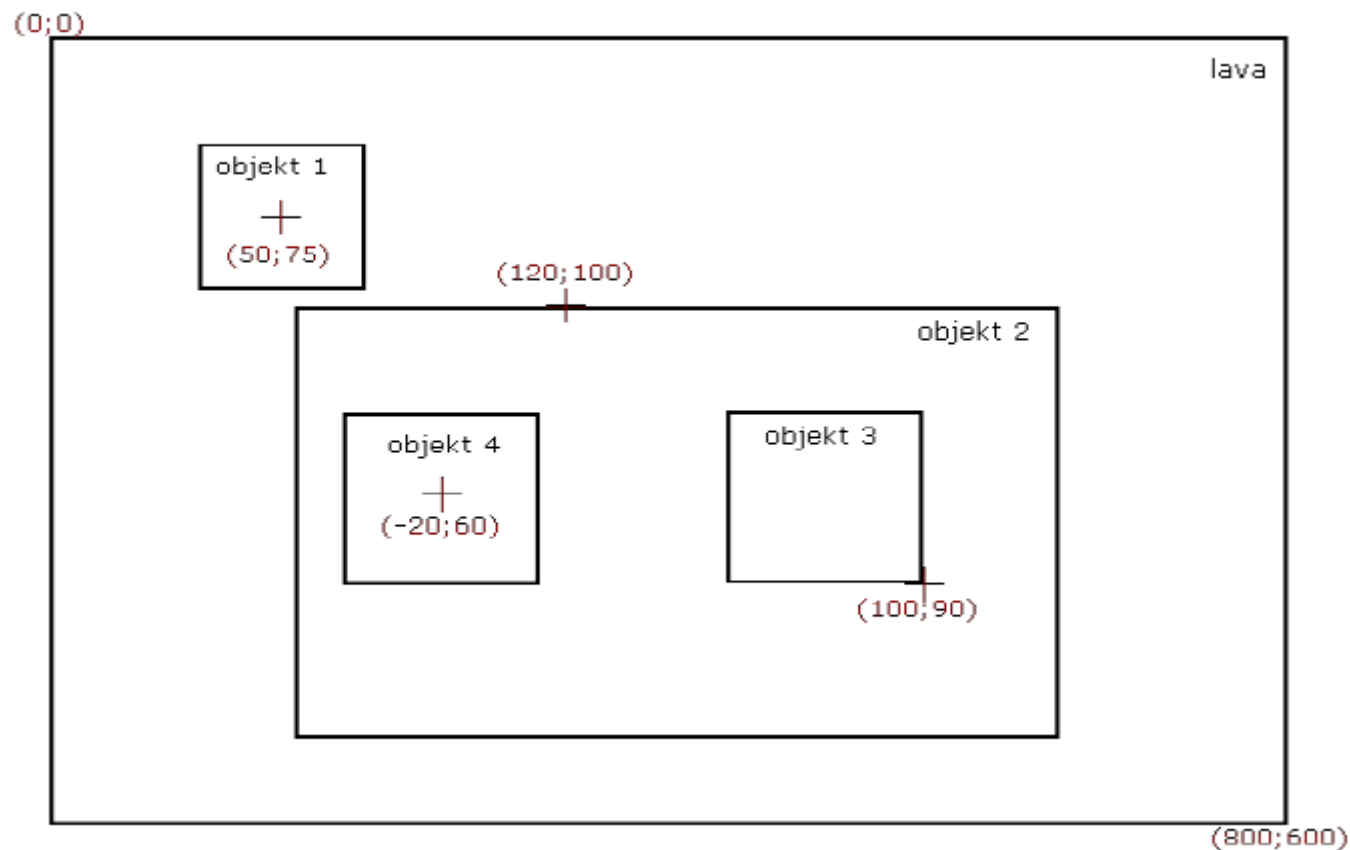 (0;0)
lava
objekt 1
(50;75)
(120;100)
objekt 2
objekt 4
(-20;60)
objekt 3
(100;90)
(800;600)